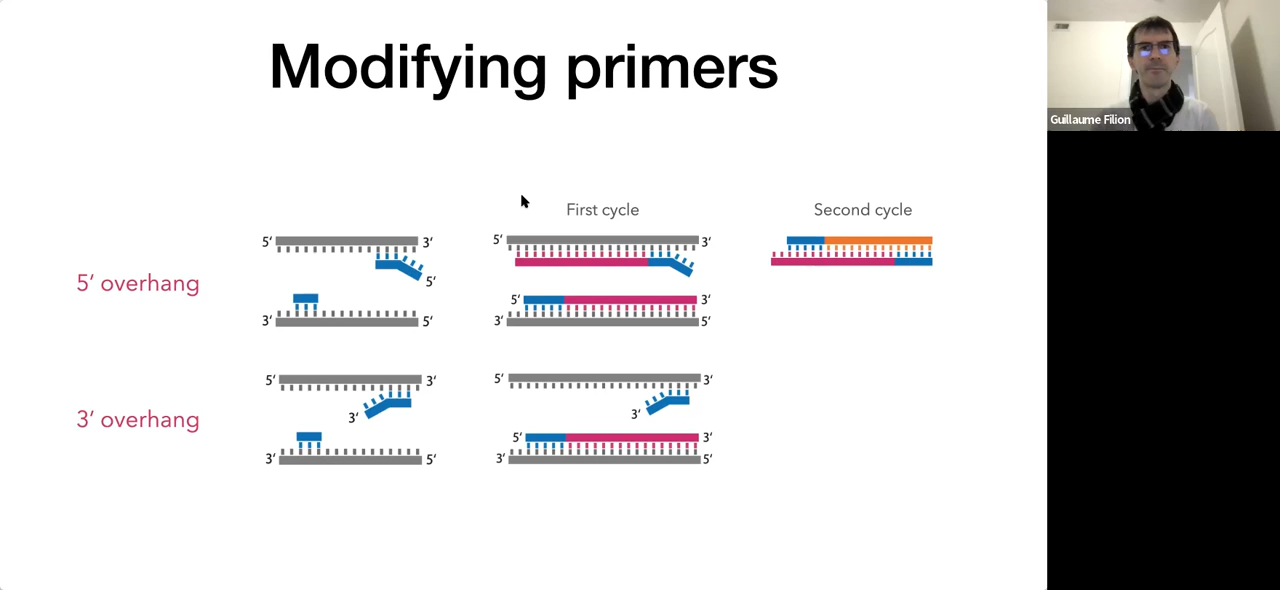 Modifying primers
Guillaume Filion
First cycle
Second cycle
5' 3'
5' 3'
5' overhang
5'
5' 3'
3' 5'
3' 5'
5' 3'
5' 3'
3' overhang
3'
3'
5' 3'
3' 5'
3' 5'